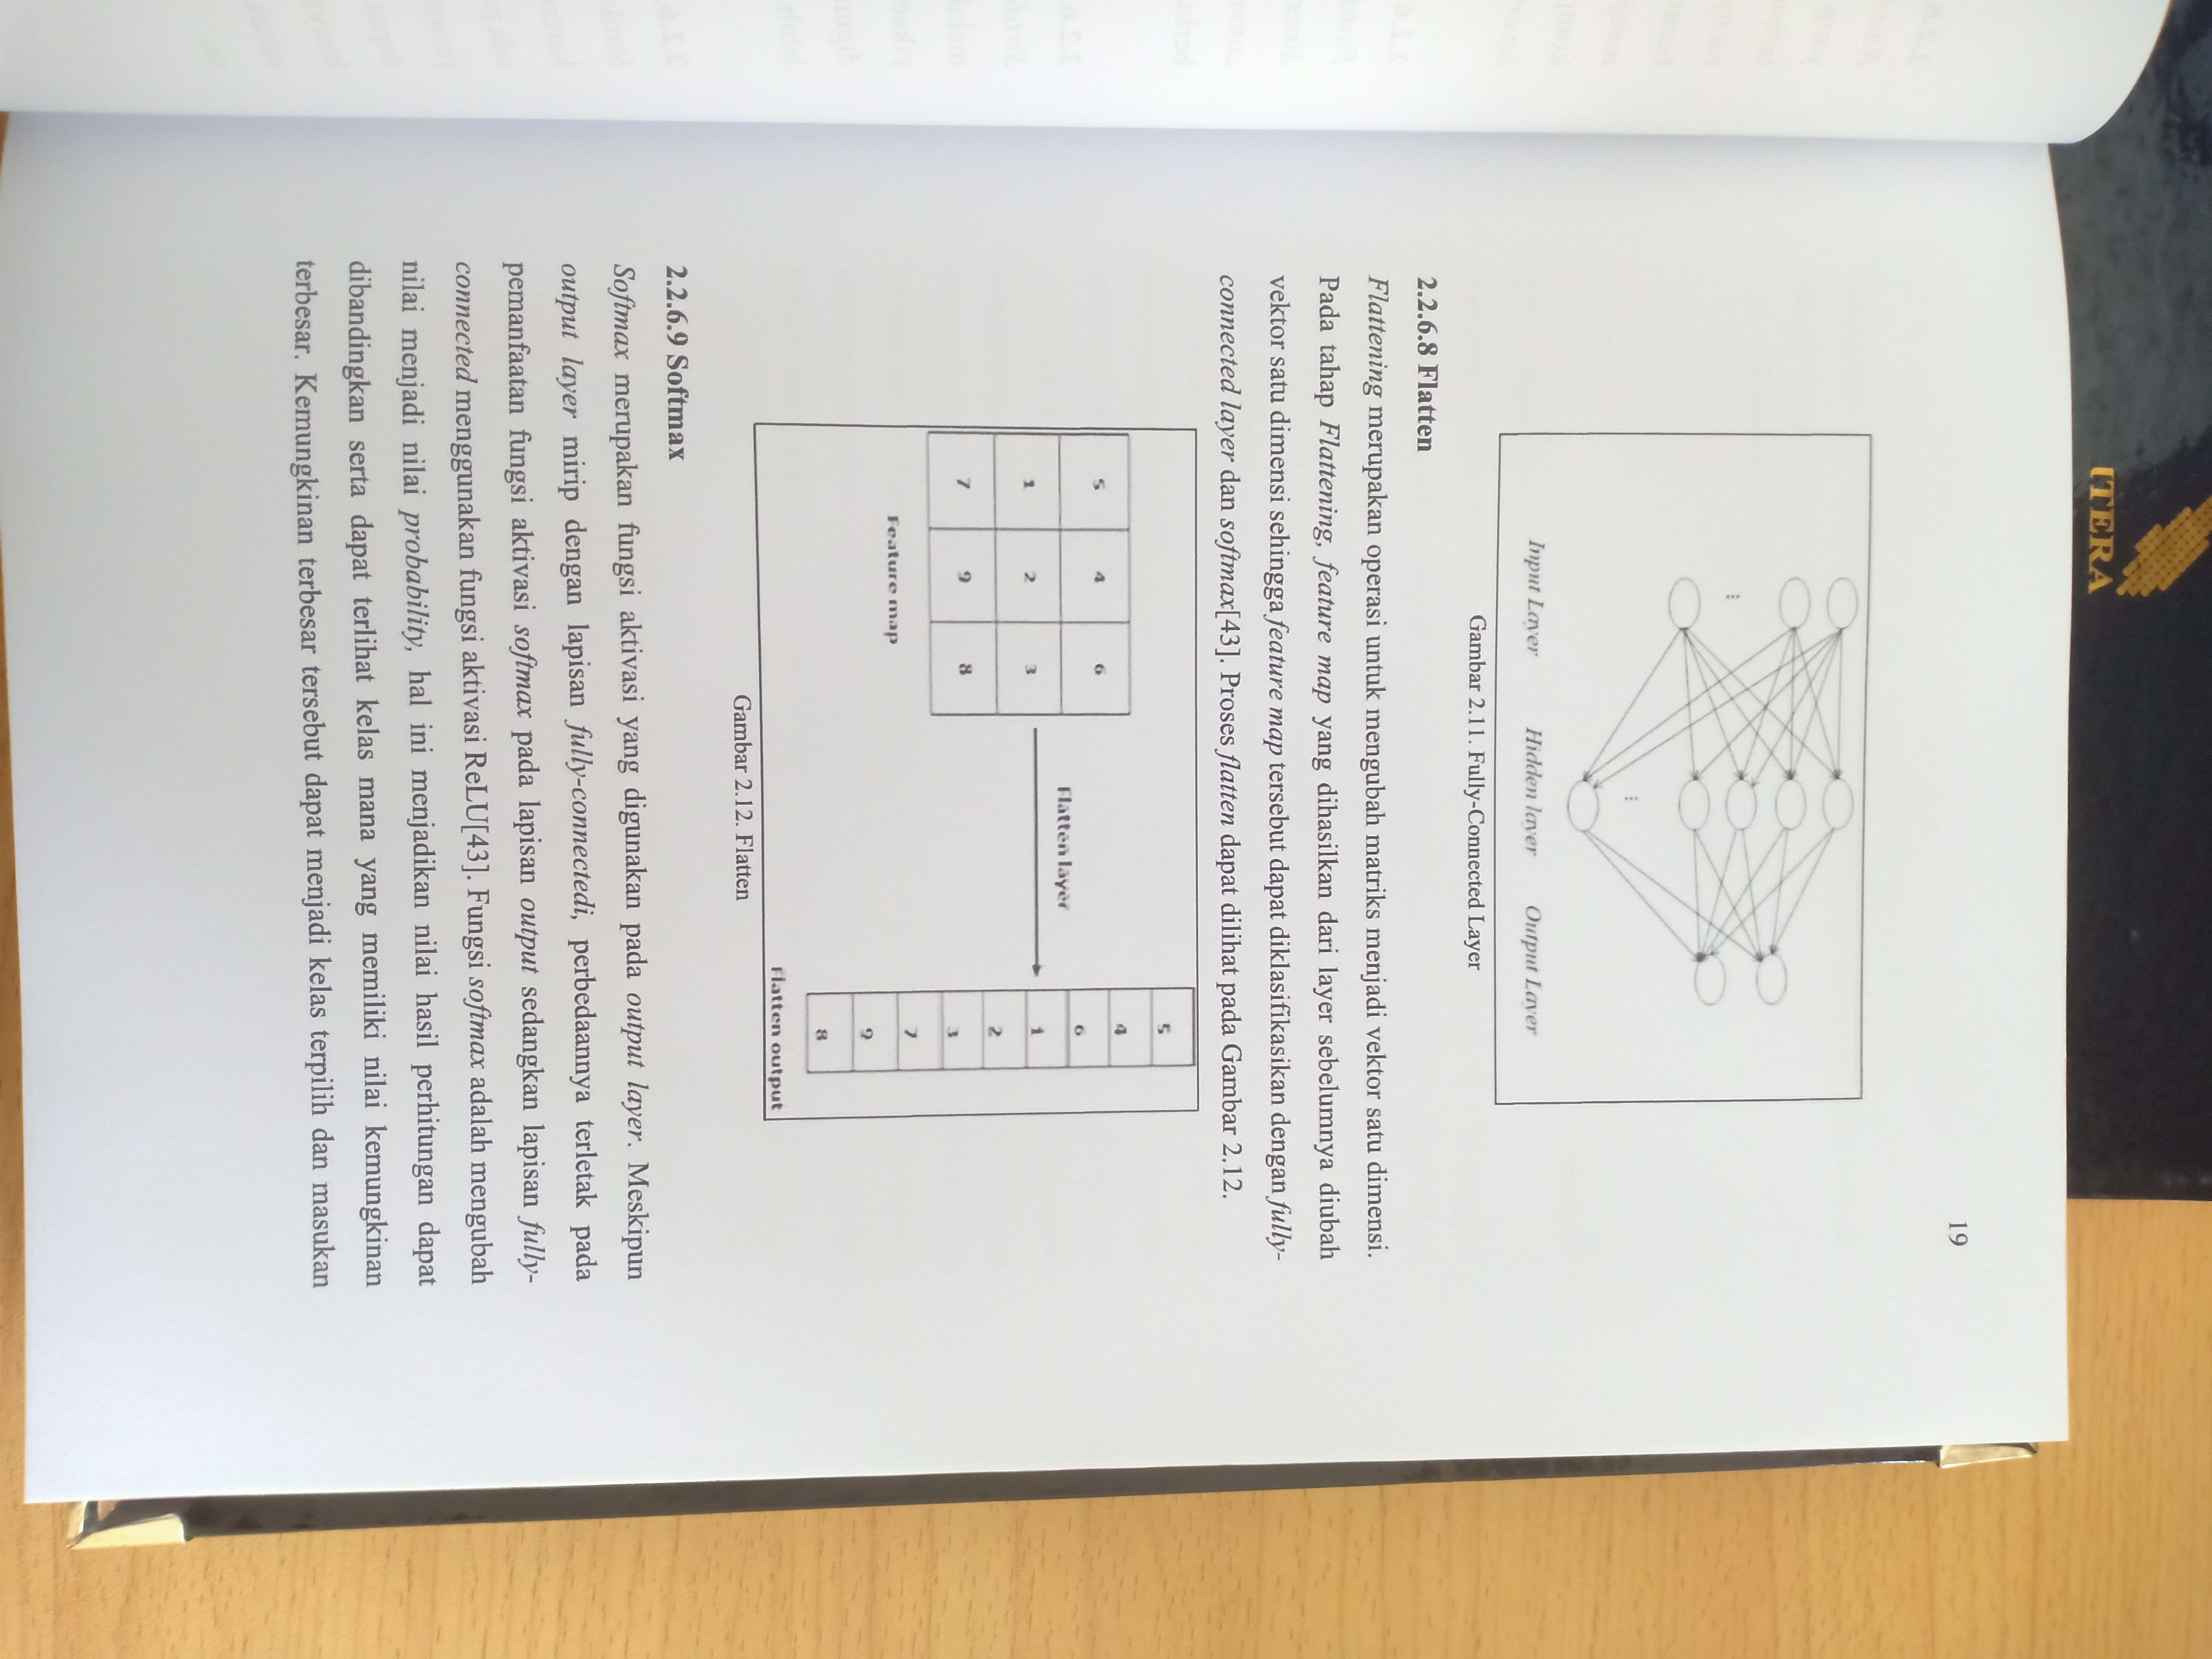 ITERA
19
Input Layer Hidden layer Output Layer
Gambar 2.11. Fully-Connected Layer
2.2.6.8 Flatten
Flattening merupakan operasi untuk mengubah matriks menjadi vektor satu dimensi.
Pada tahap Flattening, feature map yang dihasilkan dari layer sebelumnya diubah
vektor satu dimensi sehingga feature map tersebut dapat diklasifikasikan dengan fully-
connected layer dan softmax[43]. Proses flatten dapat dilihat pada Gambar 2.12.
5 4 6
1 2 3
7 9 8
Feature map
Flatten layer
5
4
6
1
2
3
7
9
8
Flatten output
Gambar 2.12. Flatten
2.2.6.9 Softmax
Softmax merupakan fungsi aktivasi yang digunakan pada output layer. Meskipun
output layer mirip dengan lapisan fully-connectedi, perbedaannya terletak pada
pemanfaatan fungsi aktivasi softmax pada lapisan output sedangkan lapisan fully-
connected menggunakan fungsi aktivasi ReLU[43]. Fungsi softmax adalah mengubah
nilai menjadi nilai probability, hal ini menjadikan nilai hasil perhitungan dapat
dibandingkan serta dapat terlihat kelas mana yang memiliki nilai kemungkinan
terbesar. Kemungkinan terbesar tersebut dapat menjadi kelas terpilih dan masukan